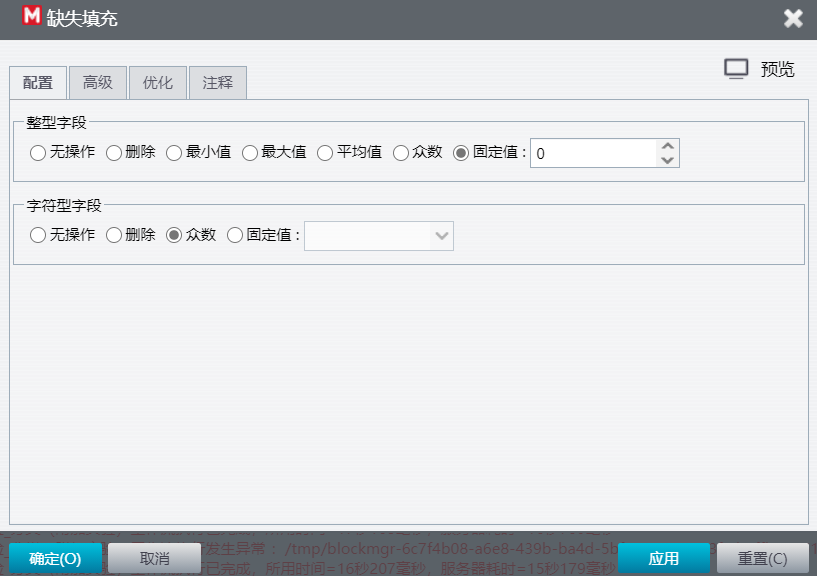 M 缺失填充
预览
配置 高级 优化 注释
整型字段
无操作 删除 最小值 最大值 平均值 众数 固定值: 0
字符型字段
无操作 删除 众数 固定值:
发生异常：/tmp/blockmgr-6c7f4b08-a6e8-439b-ba4d-5b
确定(O) 取消 应用 重置(C)
行已完成，所用时间=16秒207毫秒，服务器耗时=15秒179毫秒